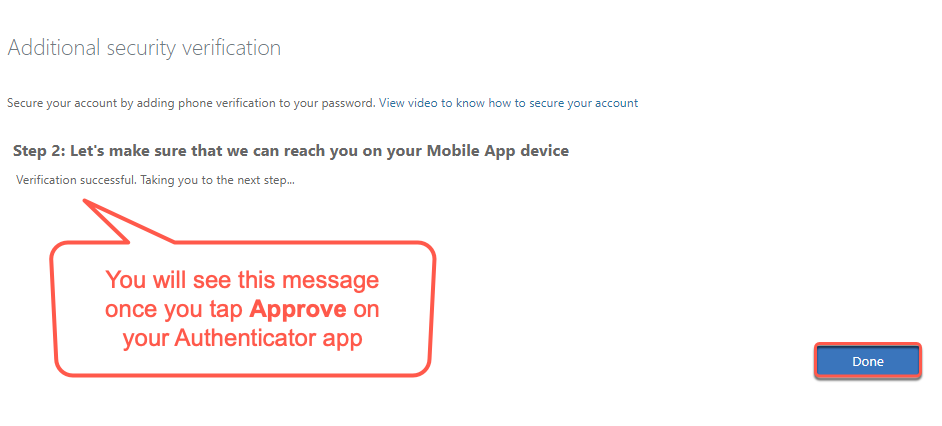 Additional security verification
Secure your account by adding phone verification to your password. View video to know how to secure your account
Step 2: Let's make sure that we can reach you on your Mobile App device
Verification successful. Taking you to the next step...
You will see this message
once you tap Approve on
your Authenticator app
Done